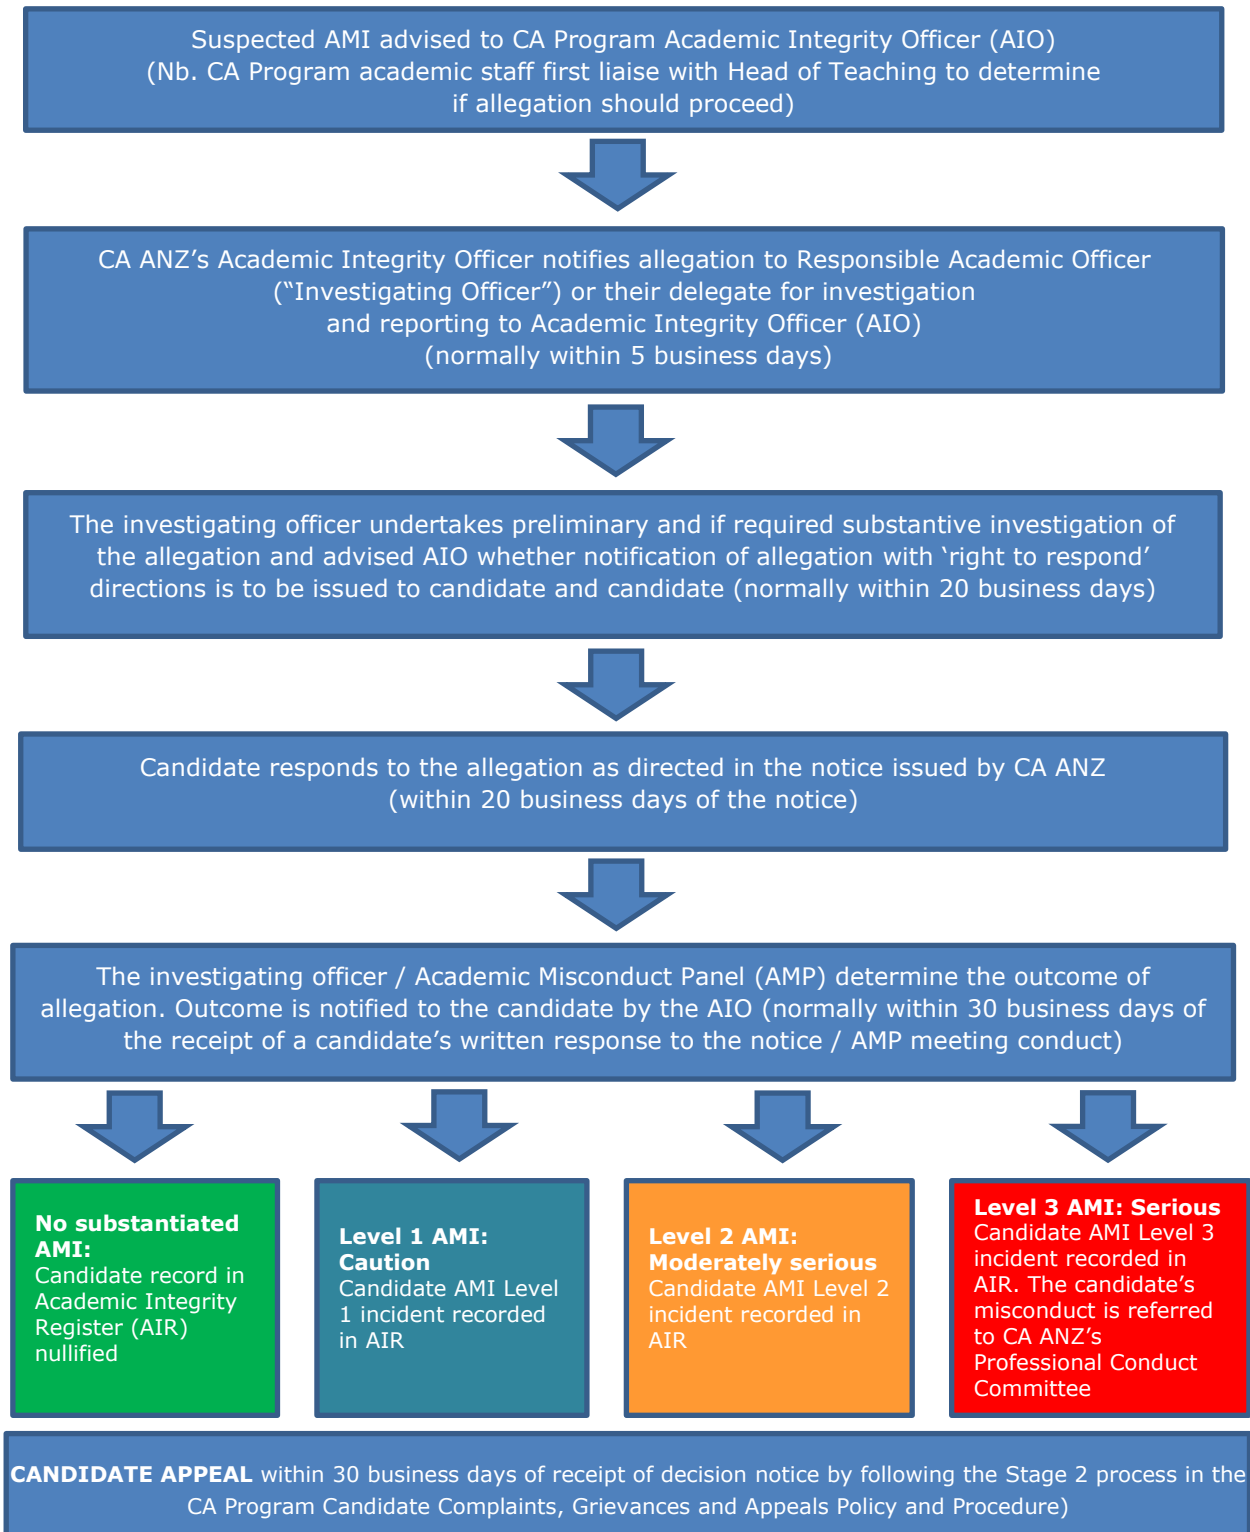 Suspected AMI advised to CA Program Academic Integrity Officer (AIO)
(Nb. CA Program academic staff first liaise with Head of Teaching to determine
if allegation should proceed)
CA ANZ’s Academic Integrity Officer notifies allegation to Responsible Academic Officer
(“Investigating Officer”) or their delegate for investigation
and reporting to Academic Integrity Officer (AIO)
(normally within 5 business days)
The investigating officer undertakes preliminary and if required substantive investigation of
the allegation and advised AIO whether notification of allegation with ‘right to respond’
directions is to be issued to candidate and candidate (normally within 20 business days)
Candidate responds to the allegation as directed in the notice issued by CA ANZ
(within 20 business days of the notice)
The investigating officer / Academic Misconduct Panel (AMP) determine the outcome of
allegation. Outcome is notified to the candidate by the AIO (normally within 30 business days of
the receipt of a candidate’s written response to the notice / AMP meeting conduct)
No substantiated
AMI:
Candidate record in
Academic Integrity
Register (AIR)
nullified
Level 1 AMI:
Caution
Candidate AMI Level
1 incident recorded
in AIR
Level 2 AMI:
Moderately serious
Candidate AMI Level 2
incident recorded in
AIR
Level 3 AMI: Serious
Candidate AMI Level 3
incident recorded in
AIR. The candidate’s
misconduct is referred
to CA ANZ’s
Professional Conduct
Committee
CANDIDATE APPEAL within 30 business days of receipt of decision notice by following the Stage 2 process in the
CA Program Candidate Complaints, Grievances and Appeals Policy and Procedure)